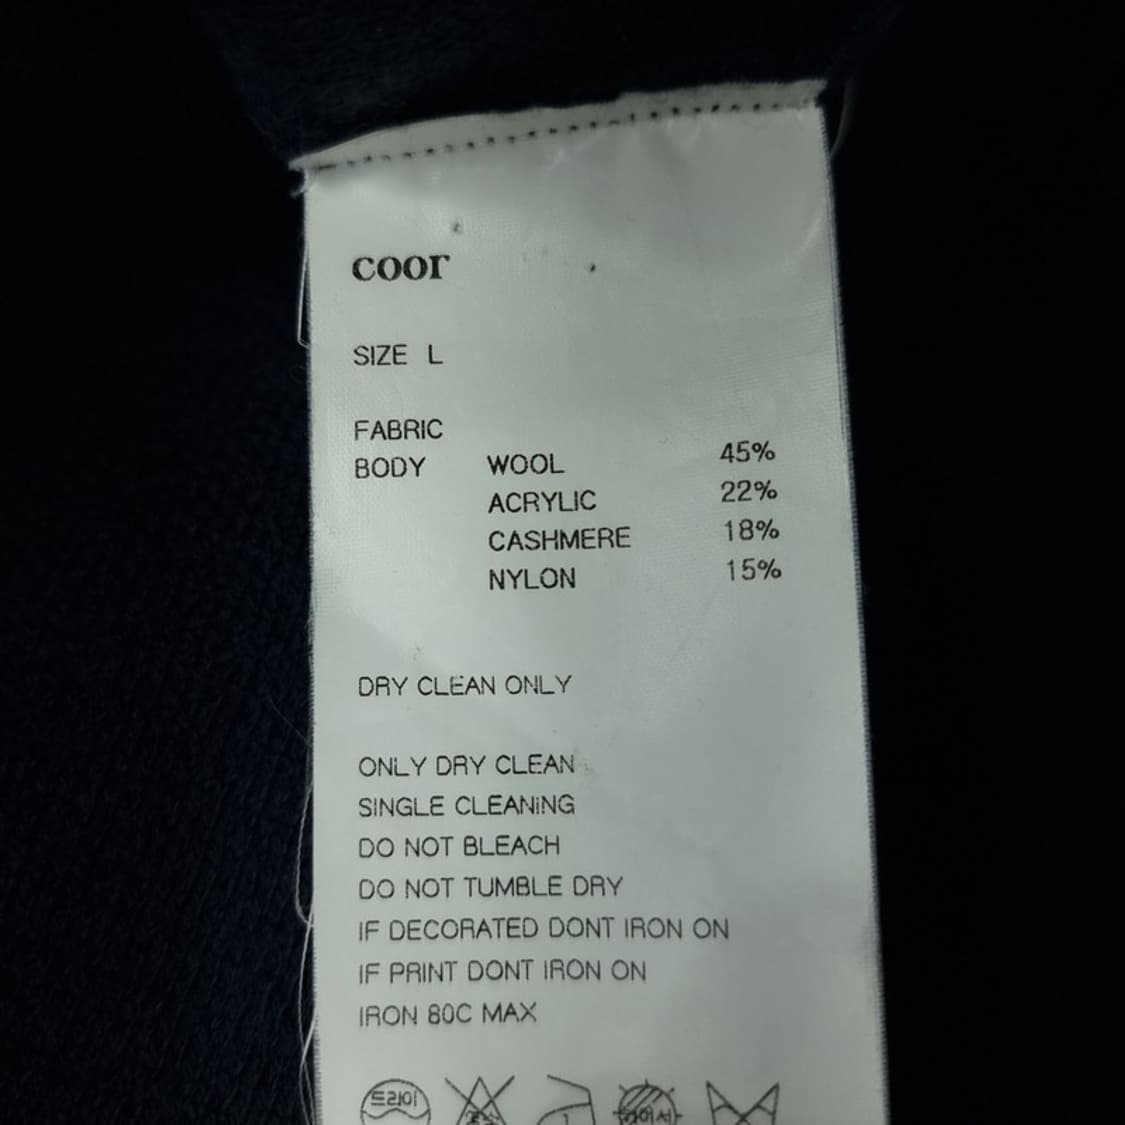 coor
SIZE L
FABRIC
BODY WOOL 45%
ACRYLIC 22%
CASHMERE 18%
NYLON 15%
DRY CLEAN ONLY
ONLY DRY CLEAN
SINGLE CLEANING
DO NOT BLEACH
DO NOT TUMBLE DRY
IF DECORATED DONT IRON ON
IF PRINT DONT IRON ON
IRON 80C MAX
드라이